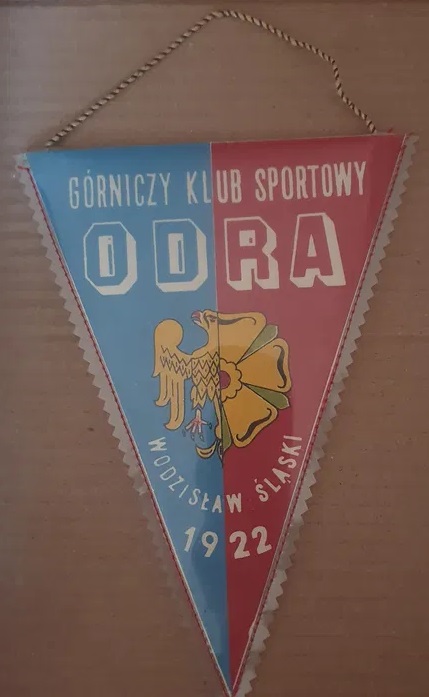 GÓRNICZY KLUB SPORTOWY
ODRA
WODZISŁAW ŚLĄSKI
1922